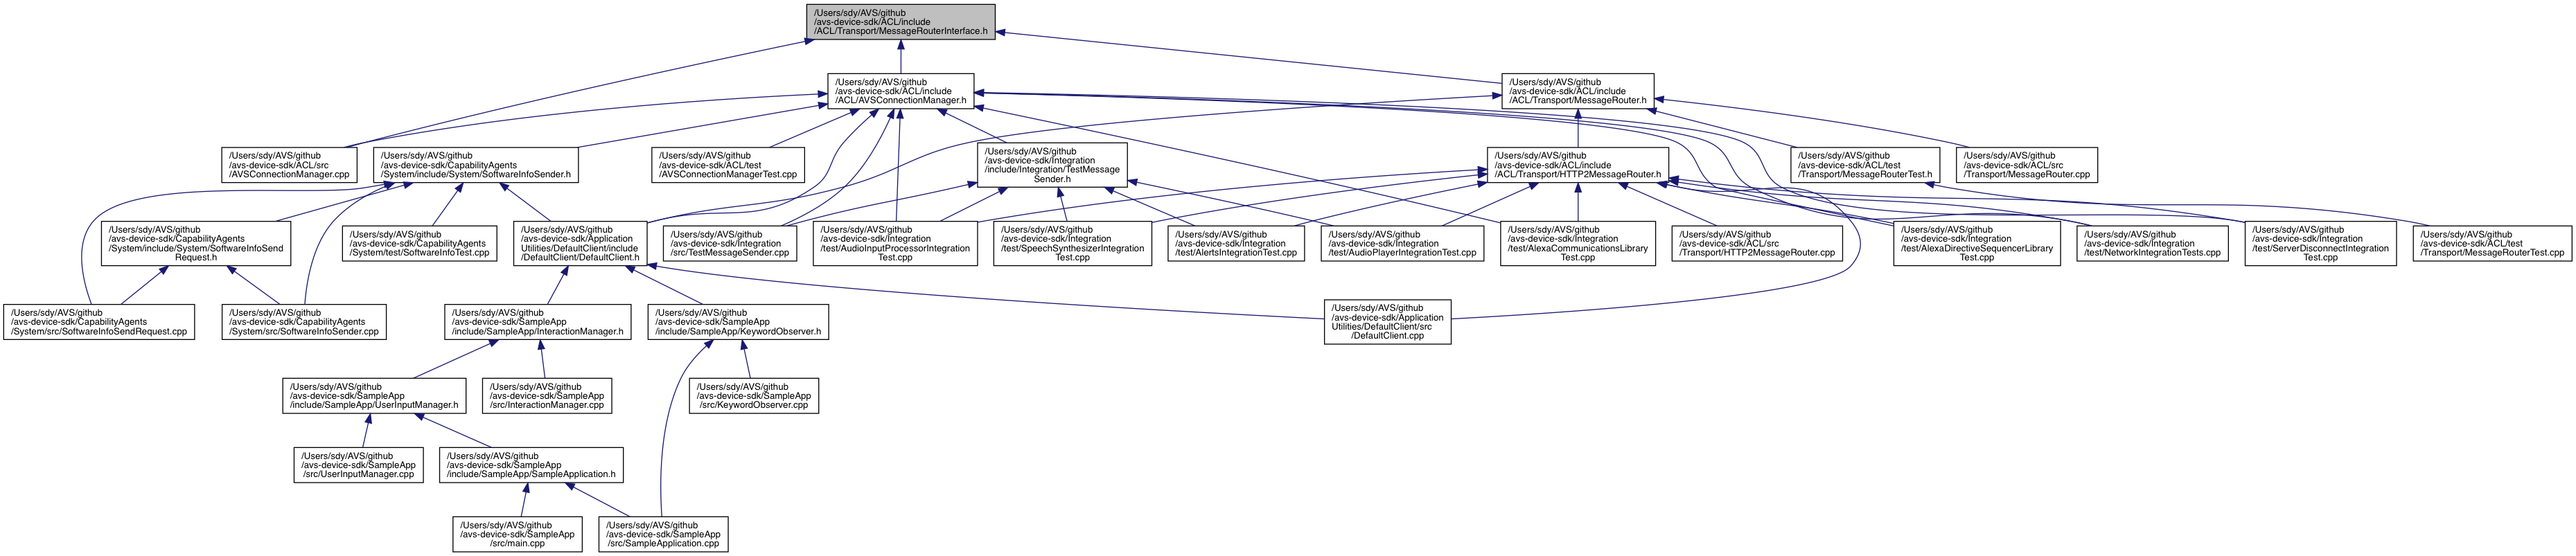 /Users/sdy/AVS/github
/avs-device-sdk/ACL/include
/ACL/Transport/MessageRouterInterface.h
/Users/sdy/AVS/github
/avs-device-sdk/ACL/include
/ACL/AVSConnectionManager.h
/Users/sdy/AVS/github
/avs-device-sdk/ACL/include
/ACL/Transport/MessageRouter.h
/Users/sdy/AVS/github
/avs-device-sdk/ACL/src
/AVSConnectionManager.cpp
/Users/sdy/AVS/github
/avs-device-sdk/CapabilityAgents
/System/include/System/SoftwareInfoSender.h
/Users/sdy/AVS/github
/avs-device-sdk/ACL/test
/AVSConnectionManagerTest.cpp
/Users/sdy/AVS/github
/avs-device-sdk/Integration
/include/Integration/TestMessage
Sender.h
/Users/sdy/AVS/github
/avs-device-sdk/ACL/include
/ACL/Transport/HTTP2MessageRouter.h
/Users/sdy/AVS/github
/avs-device-sdk/ACL/test
/Transport/MessageRouterTest.h
/Users/sdy/AVS/github
/avs-device-sdk/ACL/src
/Transport/MessageRouter.cpp
/Users/sdy/AVS/github
/avs-device-sdk/CapabilityAgents
/System/include/System/SoftwareInfoSend
Request.h
/Users/sdy/AVS/github
/avs-device-sdk/CapabilityAgents
/System/test/SoftwareInfoTest.cpp
/Users/sdy/AVS/github
/avs-device-sdk/Application
Utilities/DefaultClient/include
/DefaultClient/DefaultClient.h
/Users/sdy/AVS/github
/avs-device-sdk/Integration
/src/TestMessageSender.cpp
/Users/sdy/AVS/github
/avs-device-sdk/Integration
/test/AudioInputProcessorIntegration
Test.cpp
/Users/sdy/AVS/github
/avs-device-sdk/Integration
/test/SpeechSynthesizerIntegration
Test.cpp
/Users/sdy/AVS/github
/avs-device-sdk/Integration
/test/AlertsIntegrationTest.cpp
/Users/sdy/AVS/github
/avs-device-sdk/Integration
/test/AudioPlayerIntegrationTest.cpp
/Users/sdy/AVS/github
/avs-device-sdk/Integration
/test/AlexaCommunicationsLibrary
Test.cpp
/Users/sdy/AVS/github
/avs-device-sdk/ACL/src
/Transport/HTTP2MessageRouter.cpp
/Users/sdy/AVS/github
/avs-device-sdk/Integration
/test/AlexaDirectiveSequencerLibrary
Test.cpp
/Users/sdy/AVS/github
/avs-device-sdk/Integration
/test/NetworkIntegrationTests.cpp
/Users/sdy/AVS/github
/avs-device-sdk/Integration
/test/ServerDisconnectIntegration
Test.cpp
/Users/sdy/AVS/github
/avs-device-sdk/ACL/test
/Transport/MessageRouterTest.cpp
/Users/sdy/AVS/github
/avs-device-sdk/CapabilityAgents
/System/src/SoftwareInfoSendRequest.cpp
/Users/sdy/AVS/github
/avs-device-sdk/CapabilityAgents
/System/src/SoftwareInfoSender.cpp
/Users/sdy/AVS/github
/avs-device-sdk/SampleApp
/include/SampleApp/InteractionManager.h
/Users/sdy/AVS/github
/avs-device-sdk/SampleApp
/include/SampleApp/KeywordObserver.h
/Users/sdy/AVS/github
/avs-device-sdk/Application
Utilities/DefaultClient/src
/DefaultClient.cpp
/Users/sdy/AVS/github
/avs-device-sdk/SampleApp
/include/SampleApp/UserInputManager.h
/Users/sdy/AVS/github
/avs-device-sdk/SampleApp
/src/InteractionManager.cpp
/Users/sdy/AVS/github
/avs-device-sdk/SampleApp
/src/KeywordObserver.cpp
/Users/sdy/AVS/github
/avs-device-sdk/SampleApp
/src/UserInputManager.cpp
/Users/sdy/AVS/github
/avs-device-sdk/SampleApp
/include/SampleApp/SampleApplication.h
/Users/sdy/AVS/github
/avs-device-sdk/SampleApp
/src/main.cpp
/Users/sdy/AVS/github
/avs-device-sdk/SampleApp
/src/SampleApplication.cpp